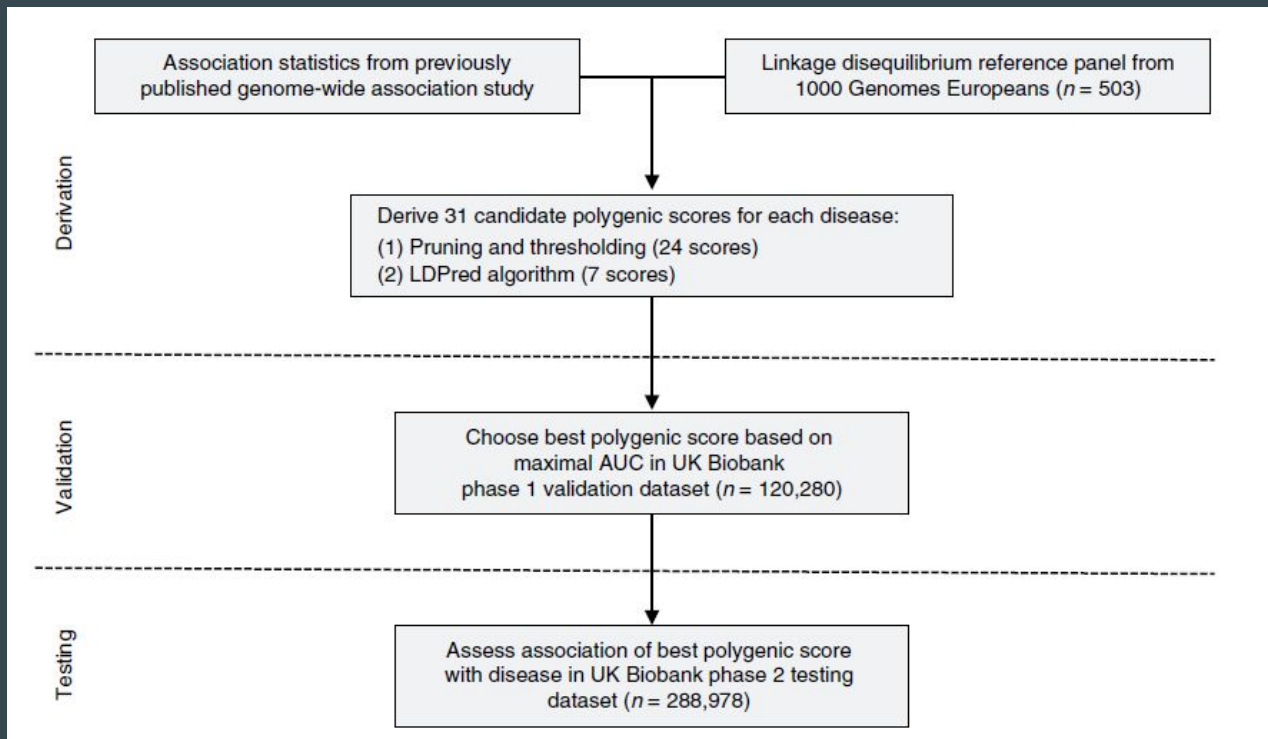 Association statistics from previously
published genome-wide association study
Linkage disequilibrium reference panel from
1000 Genomes Europeans (n = 503)
Derivation
Derive 31 candidate polygenic scores for each disease:
(1) Pruning and thresholding (24 scores)
(2) LDPred algorithm (7 scores)
Validation
Choose best polygenic score based on
maximal AUC in UK Biobank
phase 1 validation dataset (n = 120,280)
Testing
Assess association of best polygenic score
with disease in UK Biobank phase 2 testing
dataset (n = 288,978)